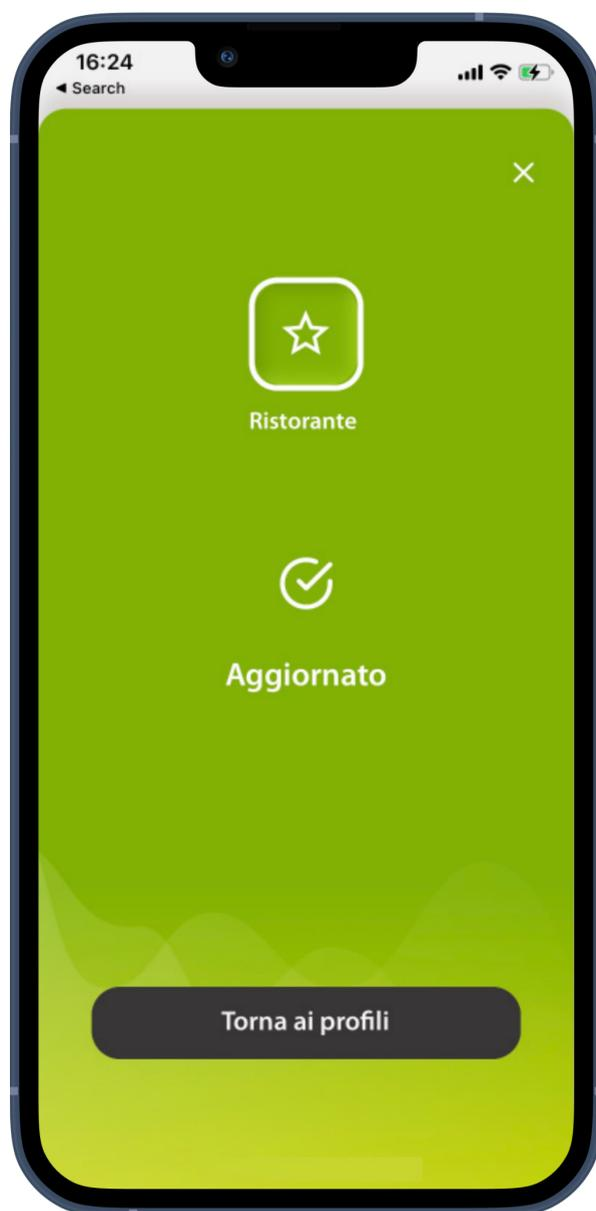 16:24
◀ Search
Ristorante
Aggiornato
Torna ai profili